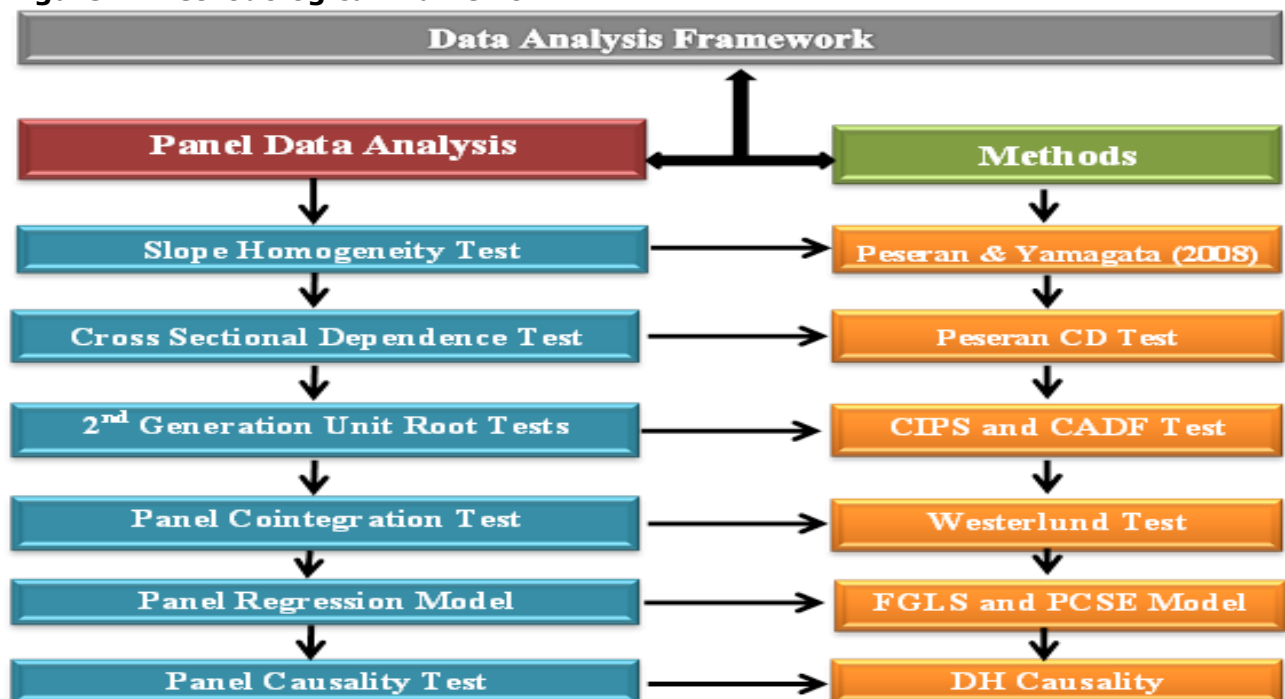 Data Analysis Framework
Panel Data Analysis
Methods
Slope Homogeneity Test
Peseran & Yamagata (2008)
Cross Sectional Dependence Test
Peseran CD Test
2nd Generation Unit Root Tests
CIPS and CADF Test
Panel Cointegration Test
Westerlund Test
Panel Regression Model
FGLS and PCSE Model
Panel Causality Test
DH Causality